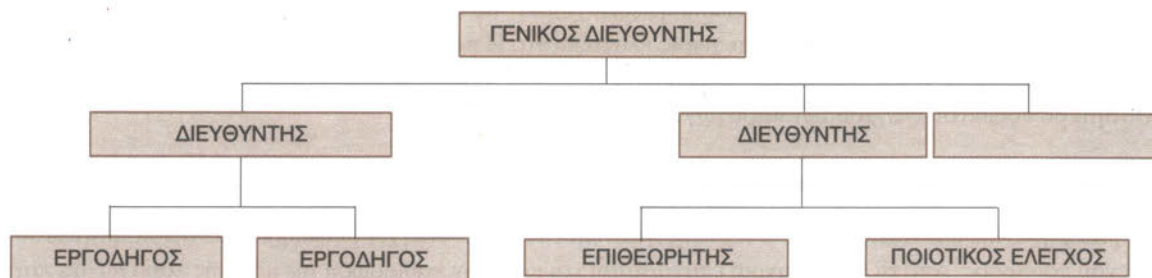 ΓΕΝΙΚΟΣ ΔΙΕΥΘΥΝΤΗΣ
ΔΙΕΥΘΥΝΤΗΣ
ΔΙΕΥΘΥΝΤΗΣ
ΕΡΓΟΔΗΓΟΣ
ΕΡΓΟΔΗΓΟΣ
ΕΠΙΘΕΩΡΗΤΗΣ
ΠΟΙΟΤΙΚΟΣ ΕΛΕΓΧΟΣ